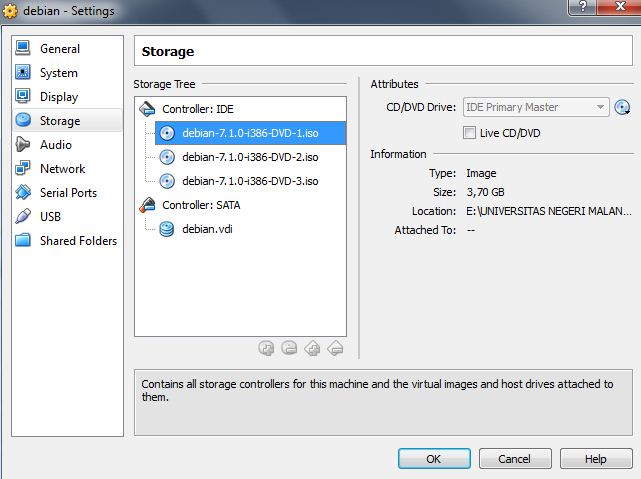 debian - Settings
?
General
System
Display
Storage
Audio
Network
Serial Ports
USB
Shared Folders
Storage
Storage Tree
Controller: IDE
debian-7.1.0-i386-DVD-1.iso
debian-7.1.0-i386-DVD-2.iso
debian-7.1.0-i386-DVD-3.iso
Controller: SATA
debian.vdi
Attributes
CD/DVD Drive: IDE Primary Master
Live CD/DVD
Information
Type: Image
Size: 3,70 GB
Location: E:\UNIVERSITAS NEGERI MALAN...
Attached To: --
Contains all storage controllers for this machine and the virtual images and host drives attached to
them.
OK Cancel Help